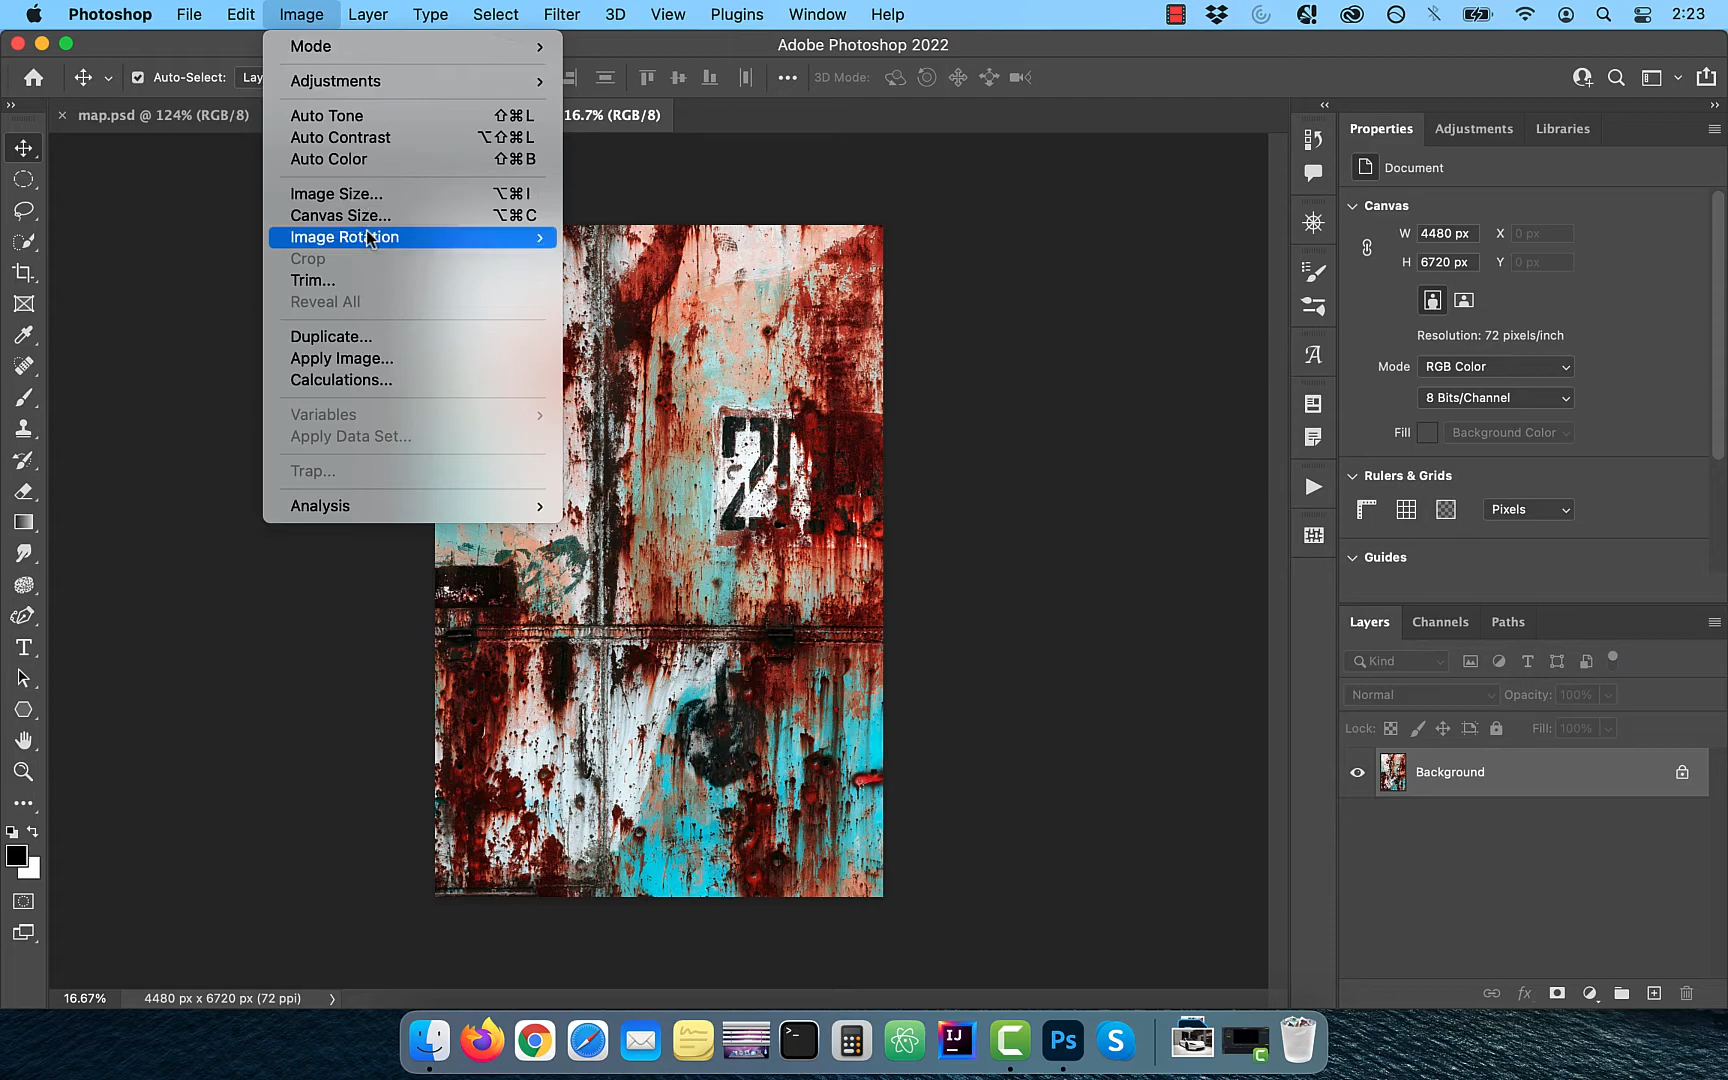 Photoshop File Edit Image Layer Type Select Filter 3D View Plugins Window Help 2:23
Adobe Photoshop 2022
Auto-Select: Lay 3D Mode:
map.psd @ 124% (RGB/8) 16.7% (RGB/8)
Mode
Adjustments
Auto Tone ⇧⌘L
Auto Contrast ⌥⇧⌘L
Auto Color ⇧⌘B
Image Size... ⌥⌘I
Canvas Size... ⌥⌘C
Image Rotation
Crop
Trim...
Reveal All
Duplicate...
Apply Image...
Calculations...
Variables
Apply Data Set...
Trap...
Analysis
21
Properties Adjustments Libraries
Document
Canvas
W 4480 px X 0 px
H 6720 px Y 0 px
Resolution: 72 pixels/inch
Mode RGB Color
8 Bits/Channel
Fill Background Color
Rulers & Grids
Pixels
Guides
Layers Channels Paths
Kind
Normal Opacity: 100%
Lock: Fill: 100%
Background
fx
16.67% 4480 px x 6720 px (72 ppi)
IJ C Ps S